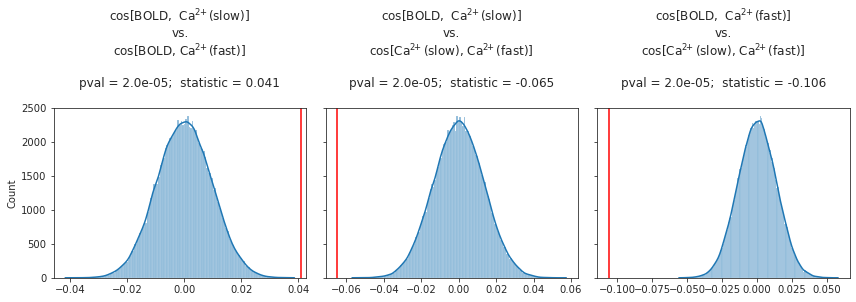 cos[BOLD,  Ca²⁺(slow)]
vs.
cos[BOLD, Ca²⁺(fast)]
pval = 2.0e-05;  statistic = 0.041
cos[BOLD,  Ca²⁺(slow)]
vs.
cos[Ca²⁺(slow), Ca²⁺(fast)]
pval = 2.0e-05;  statistic = -0.065
cos[BOLD,  Ca²⁺(fast)]
vs.
cos[Ca²⁺(slow), Ca²⁺(fast)]
pval = 2.0e-05;  statistic = -0.106
Count
2500
2000
1500
1000
500
0
−0.04 −0.02 0.00 0.02 0.04
−0.06 −0.04 −0.02 0.00 0.02 0.04 0.06
−0.100 −0.075 −0.050 −0.025 0.000 0.025 0.050